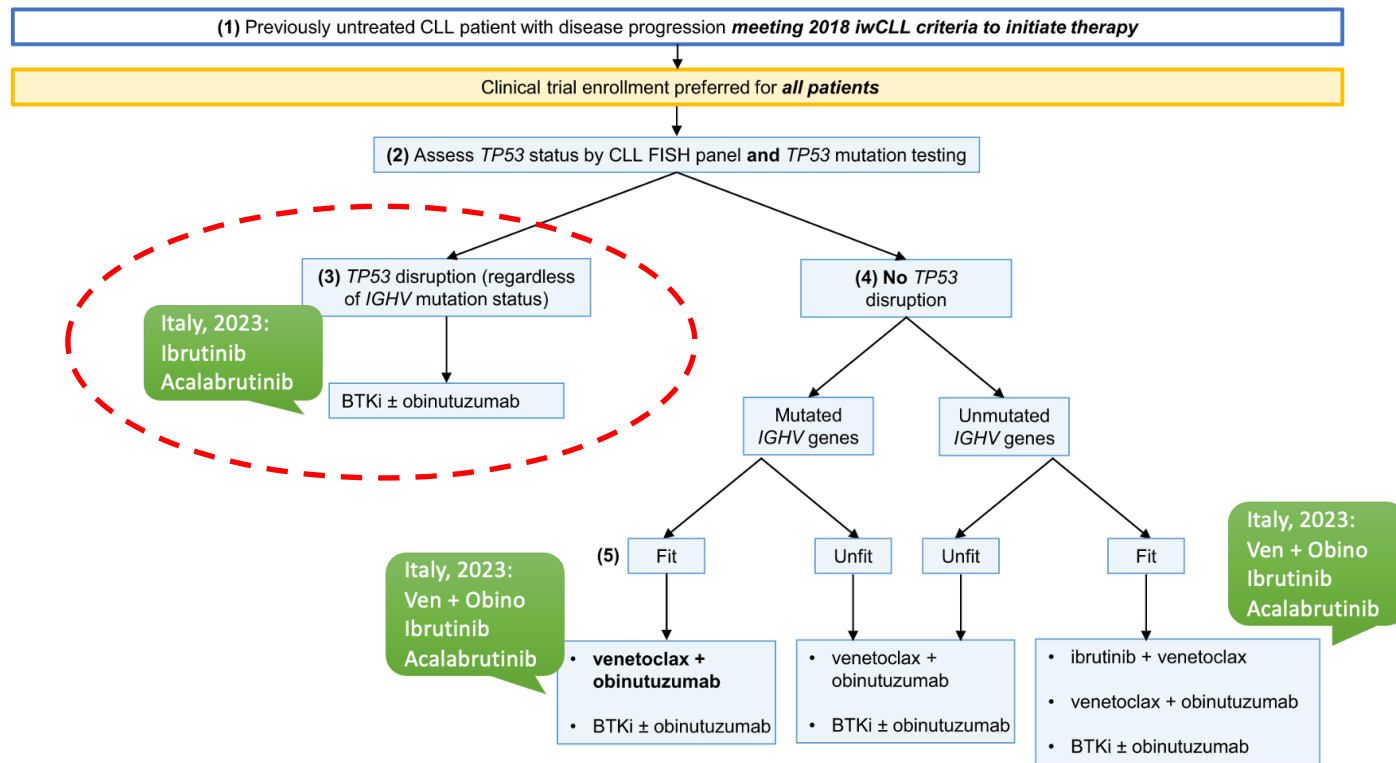 (1) Previously untreated CLL patient with disease progression meeting 2018 iwCLL criteria to initiate therapy
Clinical trial enrollment preferred for all patients
(2) Assess TP53 status by CLL FISH panel and TP53 mutation testing
(3) TP53 disruption (regardless
of IGHV mutation status)
(4) No TP53
disruption
Italy, 2023:
Ibrutinib
Acalabrutinib
BTKi ± obinutuzumab
Mutated
IGHV genes
Unmutated
IGHV genes
(5)
Fit
Unfit
Unfit
Fit
Italy, 2023:
Ven + Obino
Ibrutinib
Acalabrutinib
Italy, 2023:
Ven + Obino
Ibrutinib
Acalabrutinib
• venetoclax +
obinutuzumab
• BTKi ± obinutuzumab
• venetoclax +
obinutuzumab
• BTKi ± obinutuzumab
• ibrutinib + venetoclax
• venetoclax + obinutuzumab
• BTKi ± obinutuzumab